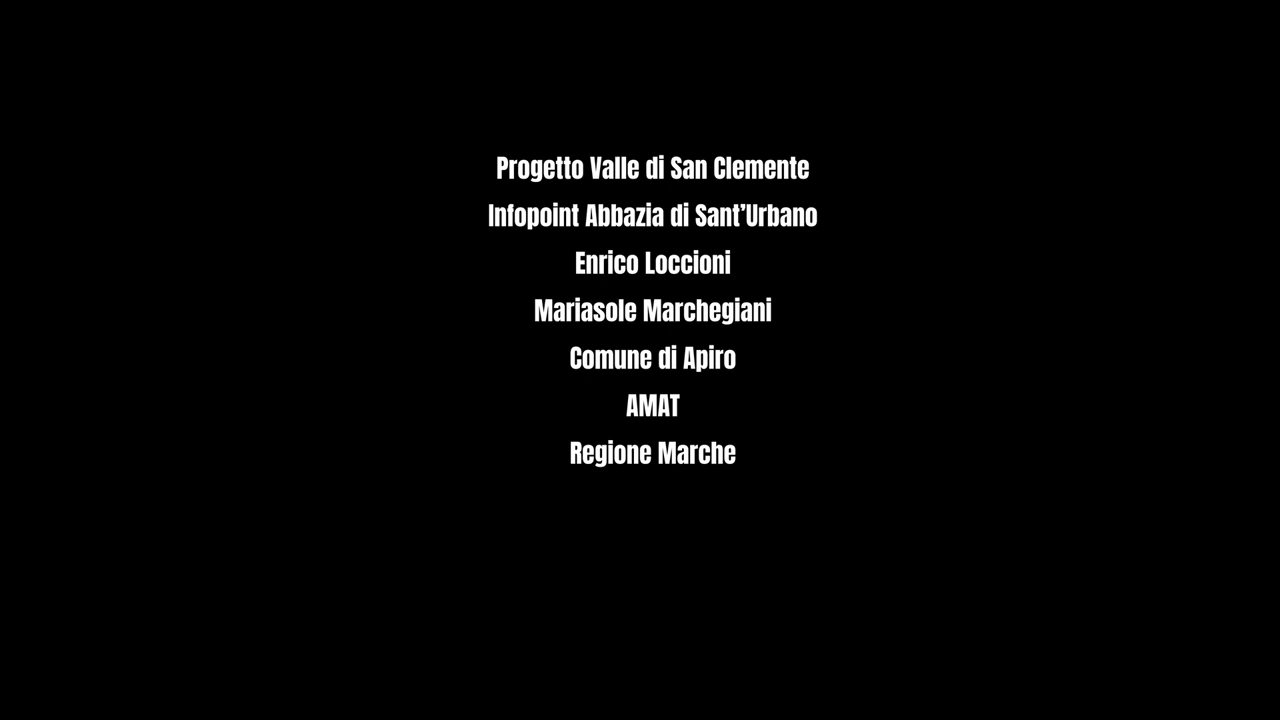 Progetto Valle di San Clemente
Infopoint Abbazia di Sant’Urbano
Enrico Loccioni
Mariasole Marchegiani
Comune di Apiro
AMAT
Regione Marche